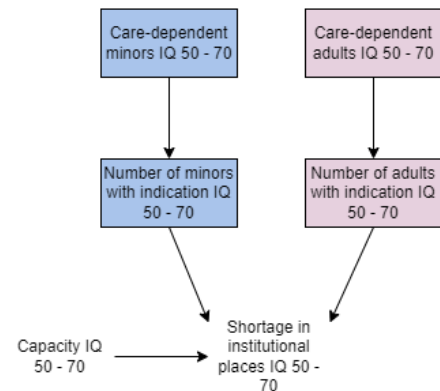 Care-dependent
minors IQ 50 - 70
Care-dependent
adults IQ 50 - 70
Number of minors
with indication IQ
50 - 70
Number of adults
with indication IQ
50 - 70
Capacity IQ
50 - 70
Shortage in
institutional
places IQ 50 -
70